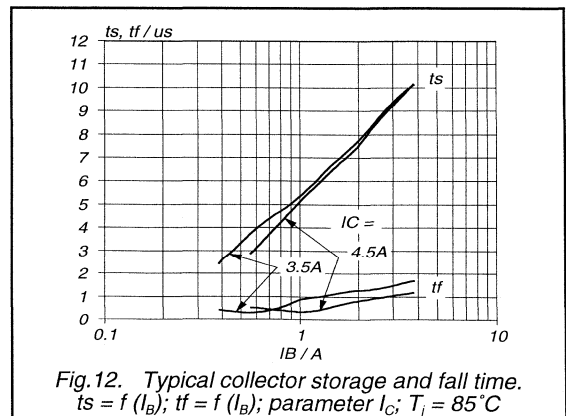 ts, tf / us
12
11
10
9
8
7
6
5
4
3
2
1
0
ts
IC =
4.5A
3.5A
tf
0.1
1
10
IB / A
Fig.12. Typical collector storage and fall time.
ts = f (IB); tf = f (IB); parameter IC; Tj = 85˚C